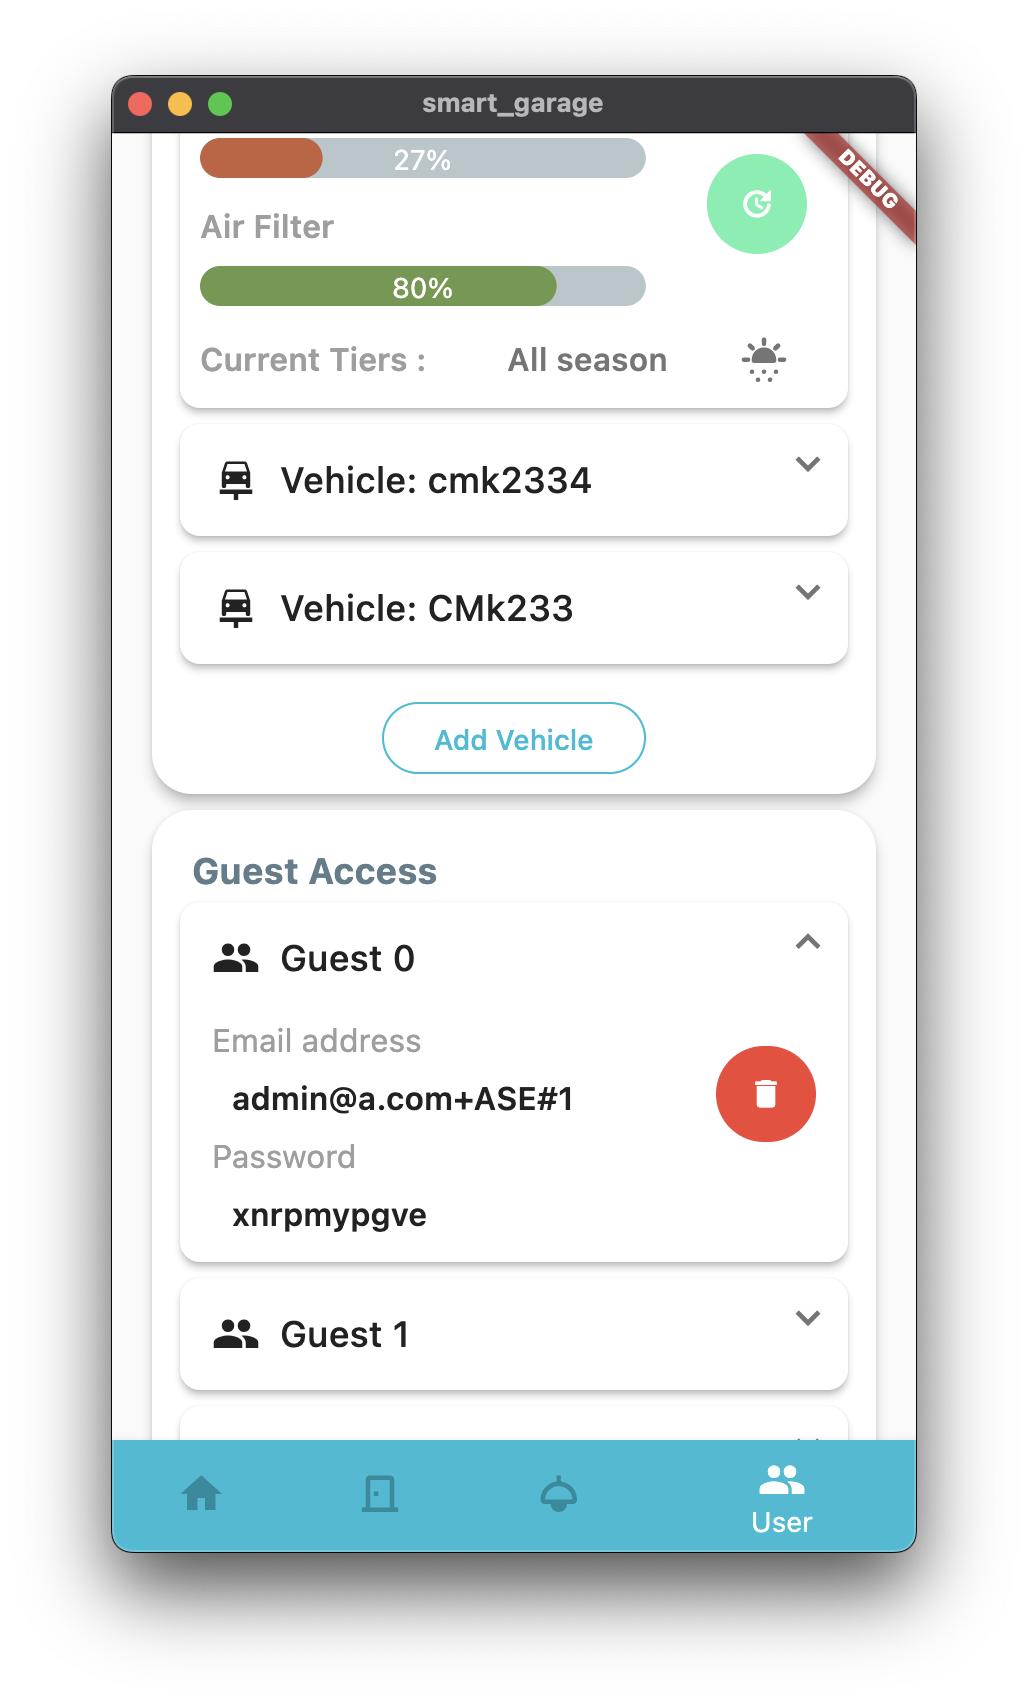 smart_garage
DEBUG
27%
Air Filter
80%
Current Tiers :
All season
Vehicle: cmk2334
Vehicle: CMk233
Add Vehicle
Guest Access
Guest 0
Email address
admin@a.com+ASE#1
Password
xnrpmypgve
Guest 1
User